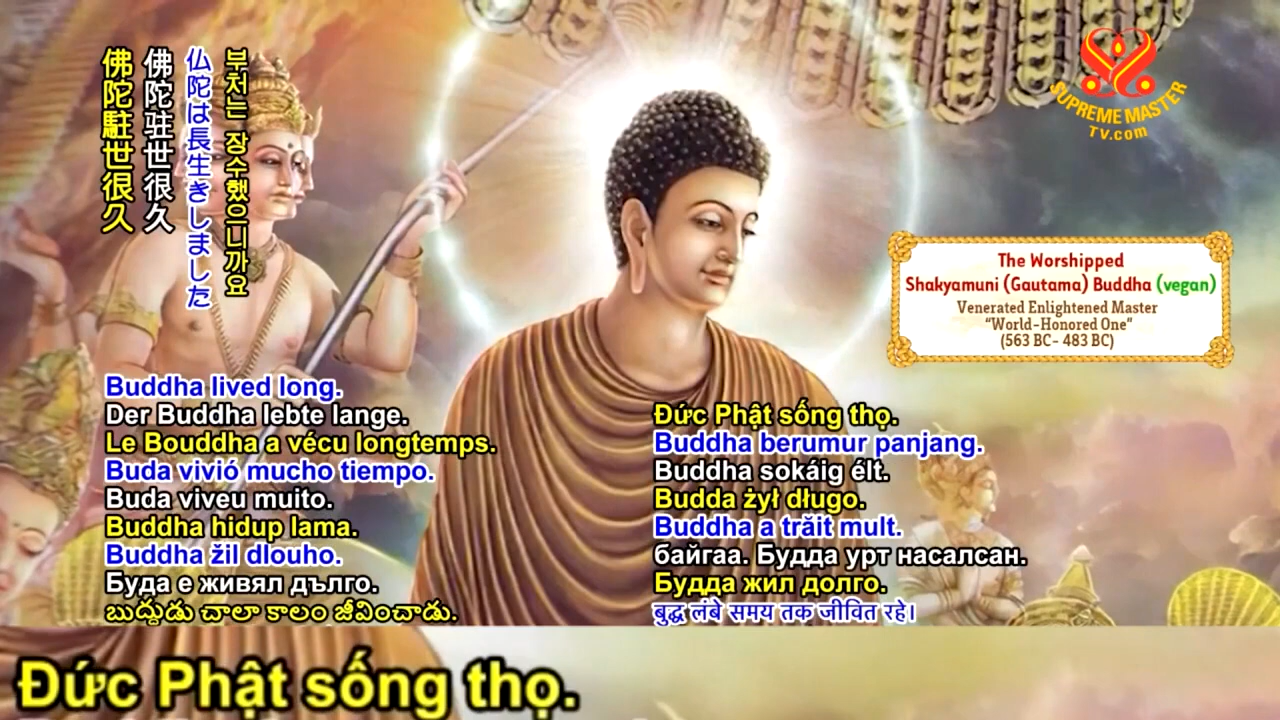 佛陀駐世很久
佛陀驻世很久
仏陀は長生きしました
부처는 장수했으니까요
SUPREME MASTER
TV.com
The Worshipped
Shakyamuni (Gautama) Buddha (vegan)
Venerated Enlightened Master
“World-Honored One”
(563 BC- 483 BC)
Buddha lived long.
Der Buddha lebte lange.
Le Bouddha a vécu longtemps.
Buda vivió mucho tiempo.
Buda viveu muito.
Buddha hidup lama.
Buddha žil dlouho.
Буда е живял дълго.
బుద్ధుడు చాలా కాలం జీవించాడు.
Đức Phật sống thọ.
Buddha berumur panjang.
Buddha sokáig élt.
Budda żył długo.
Buddha a trăit mult.
байгаа. Будда урт насалсан.
Будда жил долго.
बुद्ध लंबे समय तक जीवित रहे।
Đức Phật sống thọ.